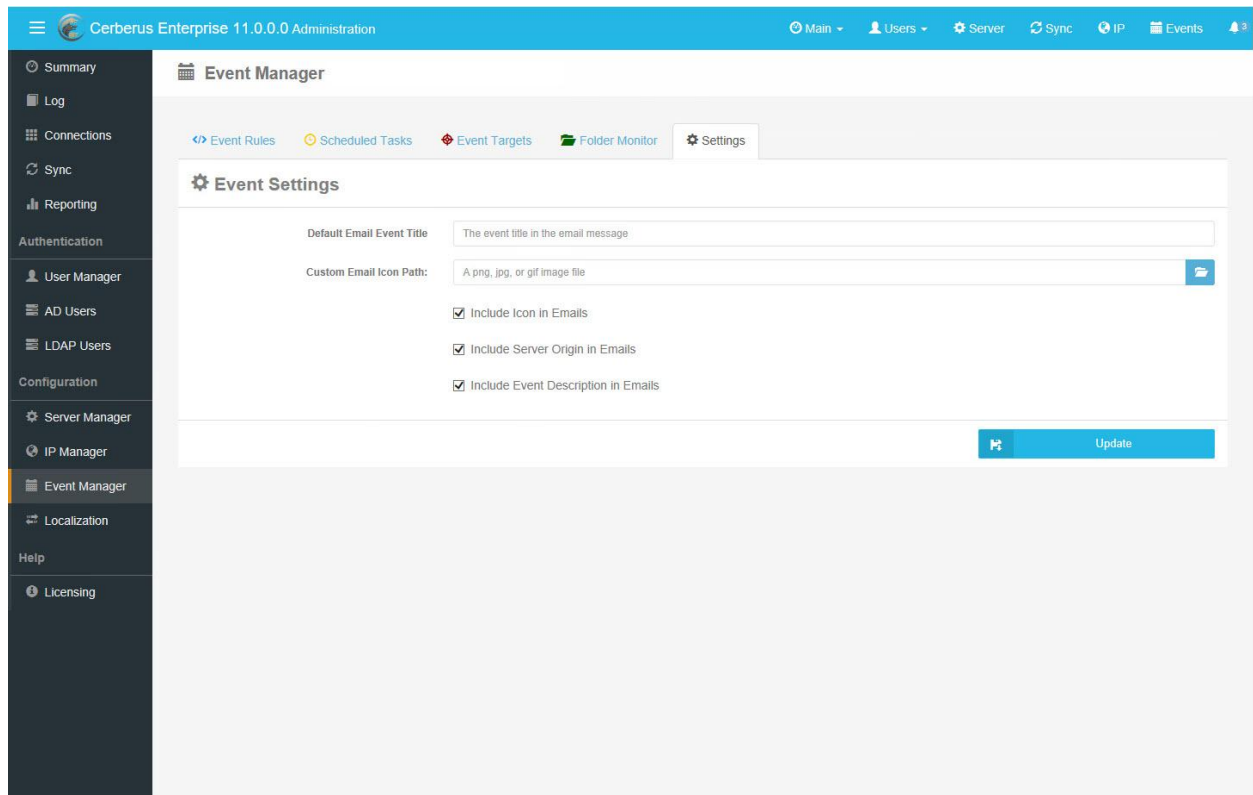 Cerberus Enterprise 11.0.0.0 Administration
Main Users Server Sync IP Events 3
Summary
Log
Connections
Sync
Reporting
Authentication
User Manager
AD Users
LDAP Users
Configuration
Server Manager
IP Manager
Event Manager
Localization
Help
Licensing
Event Manager
Event Rules Scheduled Tasks Event Targets Folder Monitor Settings
Event Settings
Default Email Event Title The event title in the email message
Custom Email Icon Path: A png, jpg, or gif image file
Include Icon in Emails
Include Server Origin in Emails
Include Event Description in Emails
Update